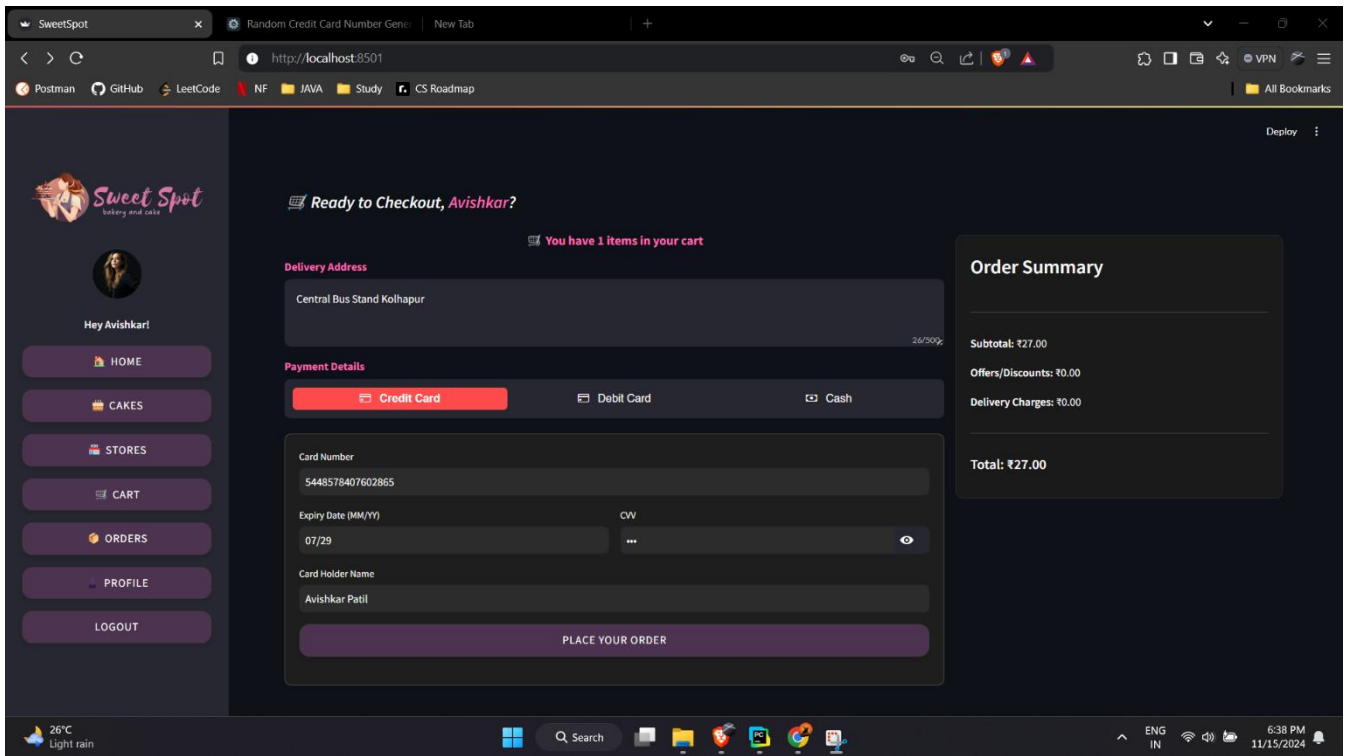 SweetSpot
Random Credit Card Number Gener
New Tab
http://localhost:8501
VPN
Postman GitHub LeetCode NF JAVA Study CS Roadmap
All Bookmarks
Deploy
Sweet Spot
bakery and cake
Hey Avishkar!
HOME
CAKES
STORES
CART
ORDERS
PROFILE
LOGOUT
Ready to Checkout, Avishkar?
You have 1 items in your cart
Delivery Address
Central Bus Stand Kolhapur
26/500
Payment Details
Credit Card Debit Card Cash
Card Number
5448578407602865
Expiry Date (MM/YY) CVV
07/29 •••
Card Holder Name
Avishkar Patil
PLACE YOUR ORDER
Order Summary
Subtotal: ₹27.00
Offers/Discounts: ₹0.00
Delivery Charges: ₹0.00
Total: ₹27.00
26°C
Light rain
Search
ENG
IN
6:38 PM
11/15/2024